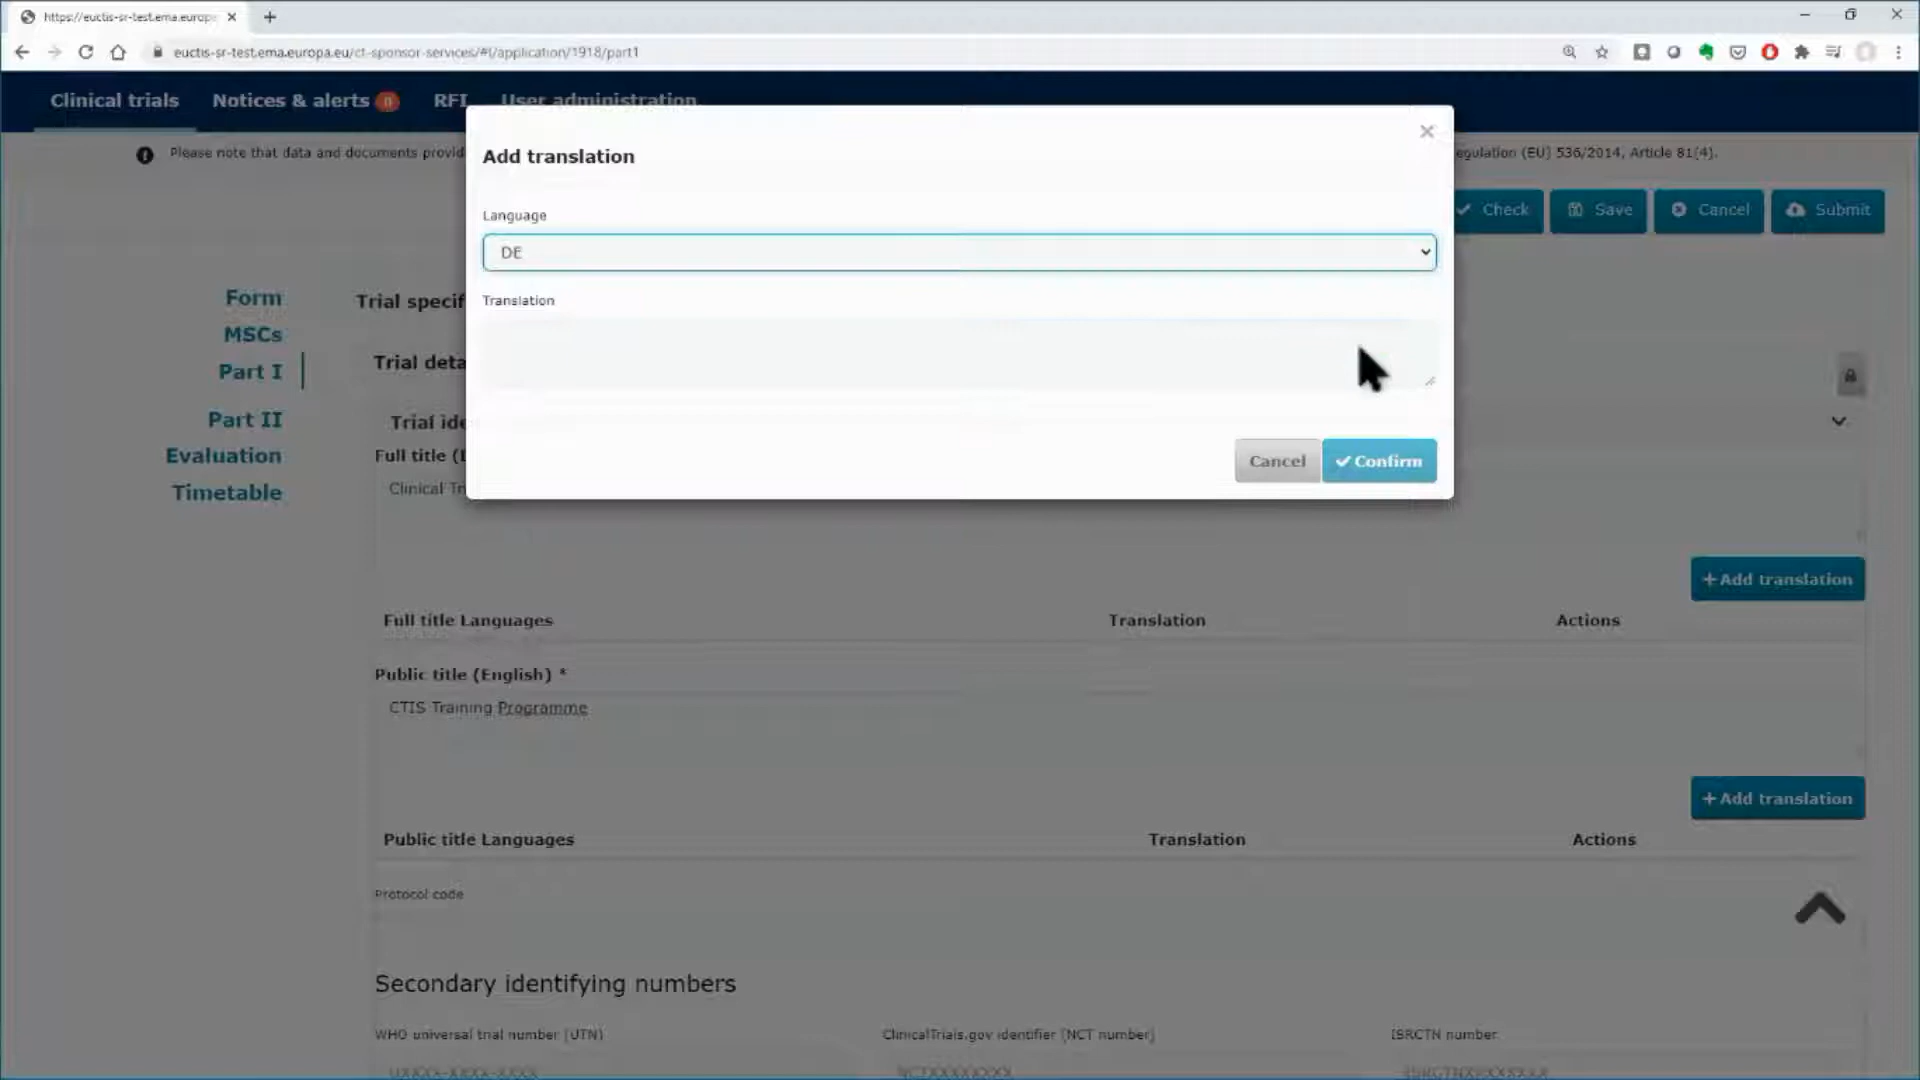 https://euctis-sr-test.ema.europ
euctis-sr-test.ema.europa.eu/ct-sponsor-services/#!/application/1918/part1
Clinical trials Notices & alerts 0 RFI User administration
Please note that data and documents provid
egulation (EU) 536/2014, Article 81(4).
Add translation
Language
DE
Translation
Cancel Confirm
Check Save Cancel Submit
Form
MSCs
Part I
Part II
Evaluation
Timetable
Trial specif
Trial deta
Trial ide
Full title (
Clinical Tr
+ Add translation
Full title Languages Translation Actions
Public title (English) *
CTIS Training Programme
+ Add translation
Public title Languages Translation Actions
Protocol code
Secondary identifying numbers
WHO universal trial number (UTN) ClinicalTrials.gov identifier (NCT number) ISRCTN number